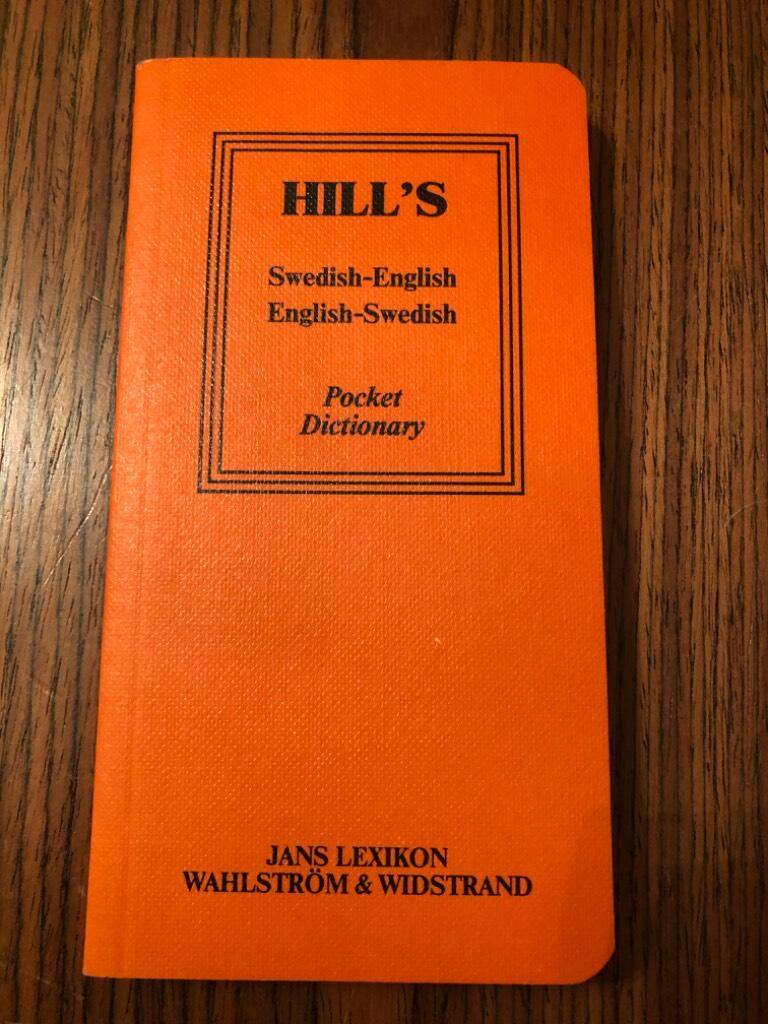 HILL'S
Swedish-English
English-Swedish
Pocket
Dictionary
JANS LEXIKON
WAHLSTRÖM & WIDSTRAND